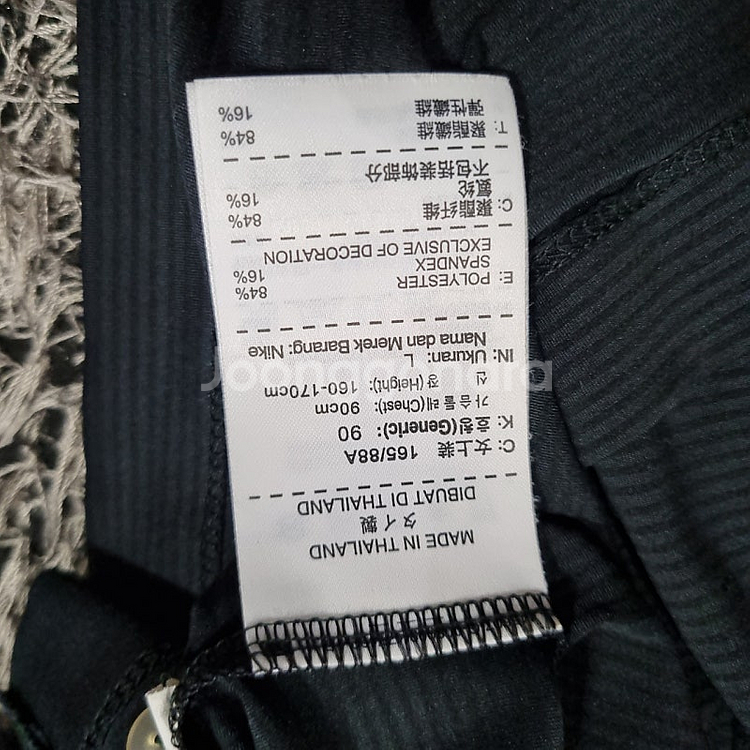 MADE IN THAILAND
タイ製
DIBUAT DI THAILAND
C: 女上装 165/88A
K: 호칭(Generic): 90
가슴둘레(Chest): 90cm
신 장(Height): 160-170cm
IN: Ukuran: L
Nama dan Merek Barang: Nike
E: POLYESTER 84%
SPANDEX 16%
EXCLUSIVE OF DECORATION
C: 聚酯纤维 84%
氨纶 16%
不包括装饰部分
T: 聚酯纖維 84%
彈性纖維 16%
Joonggonara